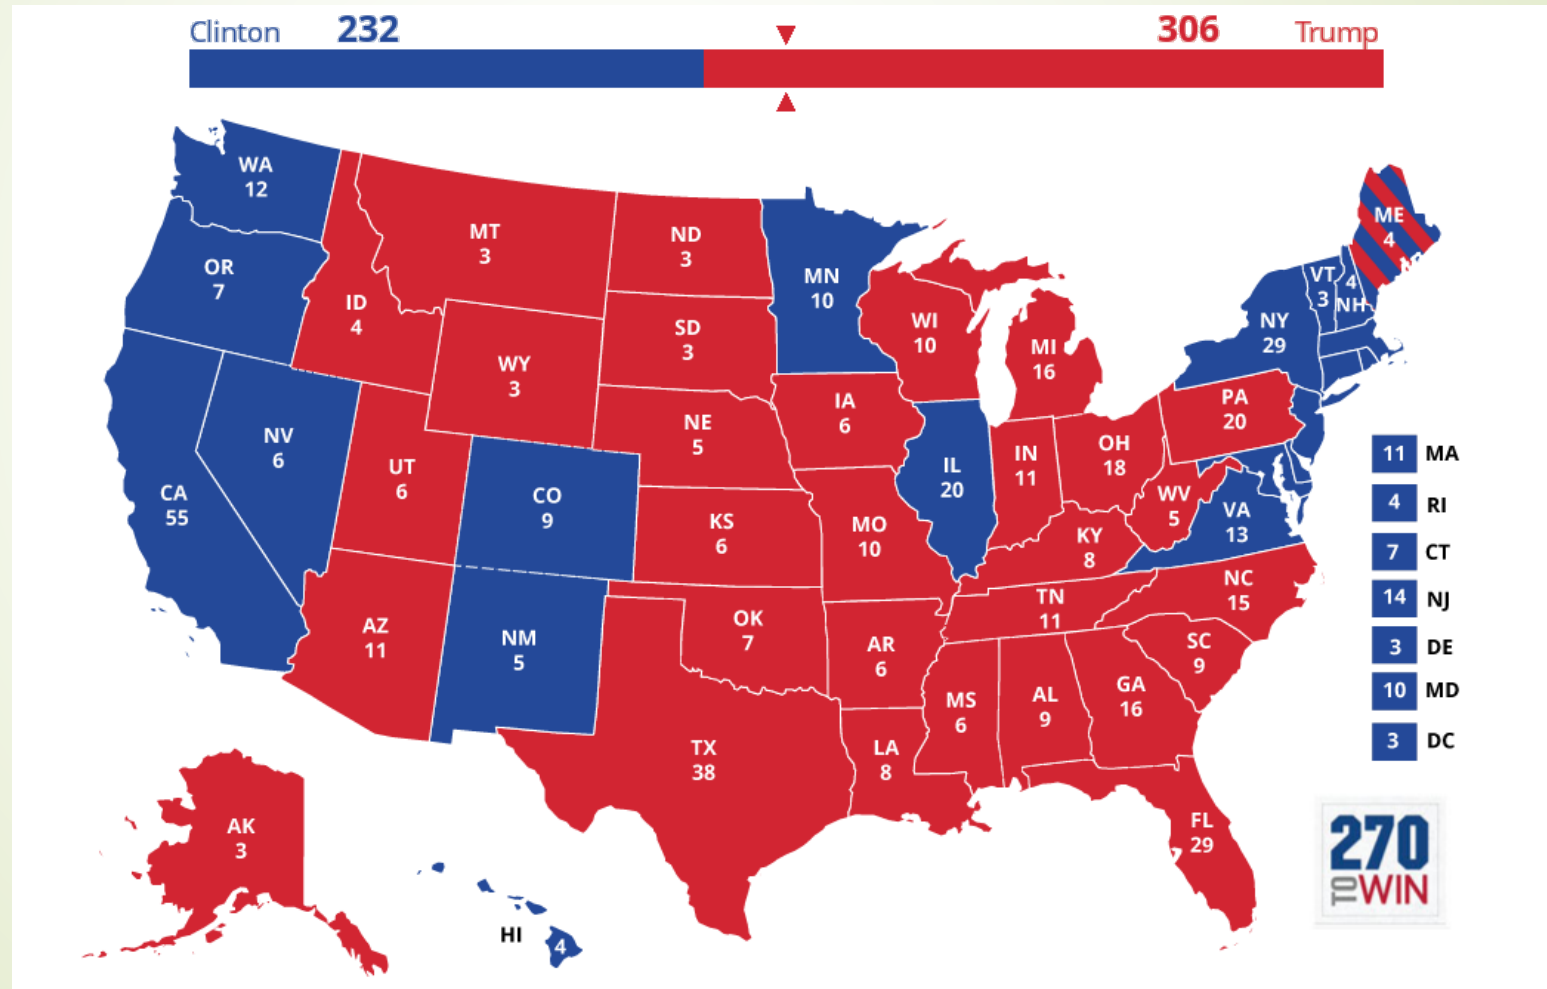 Clinton 232 306 Trump
WA
12
OR
7
CA
55
NV
6
ID
4
MT
3
WY
3
UT
6
CO
9
AZ
11
NM
5
ND
3
SD
3
NE
5
KS
6
OK
7
TX
38
MN
10
IA
6
MO
10
AR
6
LA
8
WI
10
IL
20
MI
16
IN
11
OH
18
KY
8
TN
11
MS
6
AL
9
GA
16
FL
29
SC
9
NC
15
VA
13
WV
5
PA
20
NY
29
VT
3
4
NH
ME
4
11 MA
4 RI
7 CT
14 NJ
3 DE
10 MD
3 DC
AK
3
HI 4
270
TO WIN